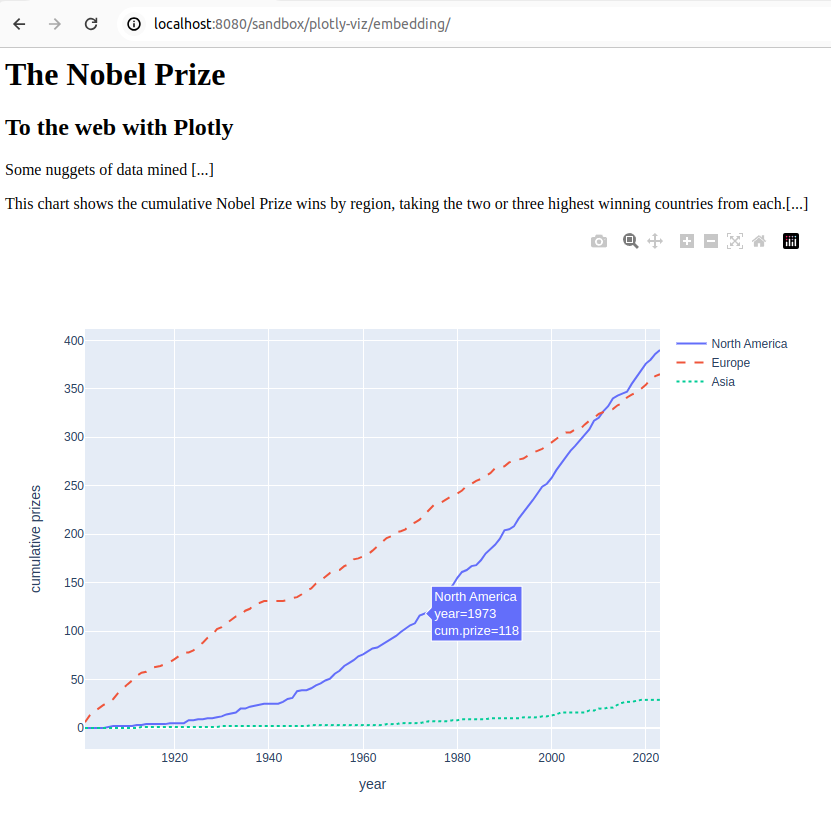 localhost:8080/sandbox/plotly-viz/embedding/
The Nobel Prize
To the web with Plotly
Some nuggets of data mined [...]
This chart shows the cumulative Nobel Prize wins by region, taking the two or three highest winning countries from each.[...]
400
350
300
250
200
150
100
50
0
cumulative prizes
North America
Europe
Asia
North America
year=1973
cum.prize=118
1920
1940
1960
1980
2000
2020
year